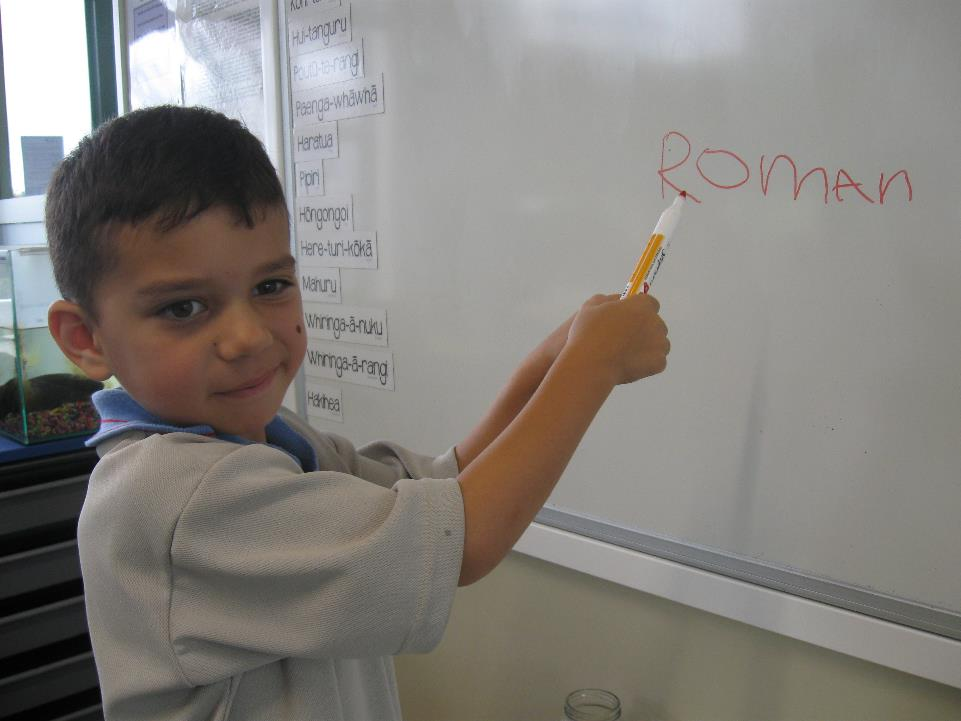 Hui-tanguru
Poutū-te-rangi
Paenga-whāwhā
Haratua
Pipiri
Hōngongoi
Here-turi-kōkā
Mahuru
Whiringa-ā-nuku
Whiringa-ā-rangi
Hakihea
ROMAN